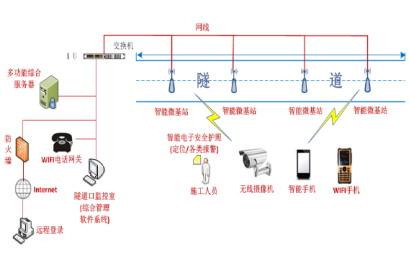 网线
交换机
多功能综合
服务器
隧 道
智能微基站 智能微基站 智能微基站 智能微基站
防火墙
WIFI电话网关
智能电子安全护照
(定位/各类报警)
Internet
隧道口监控室
(综合管理
软件系统)
施工人员
无线摄像机
智能手机
WIFI手机
远程登录